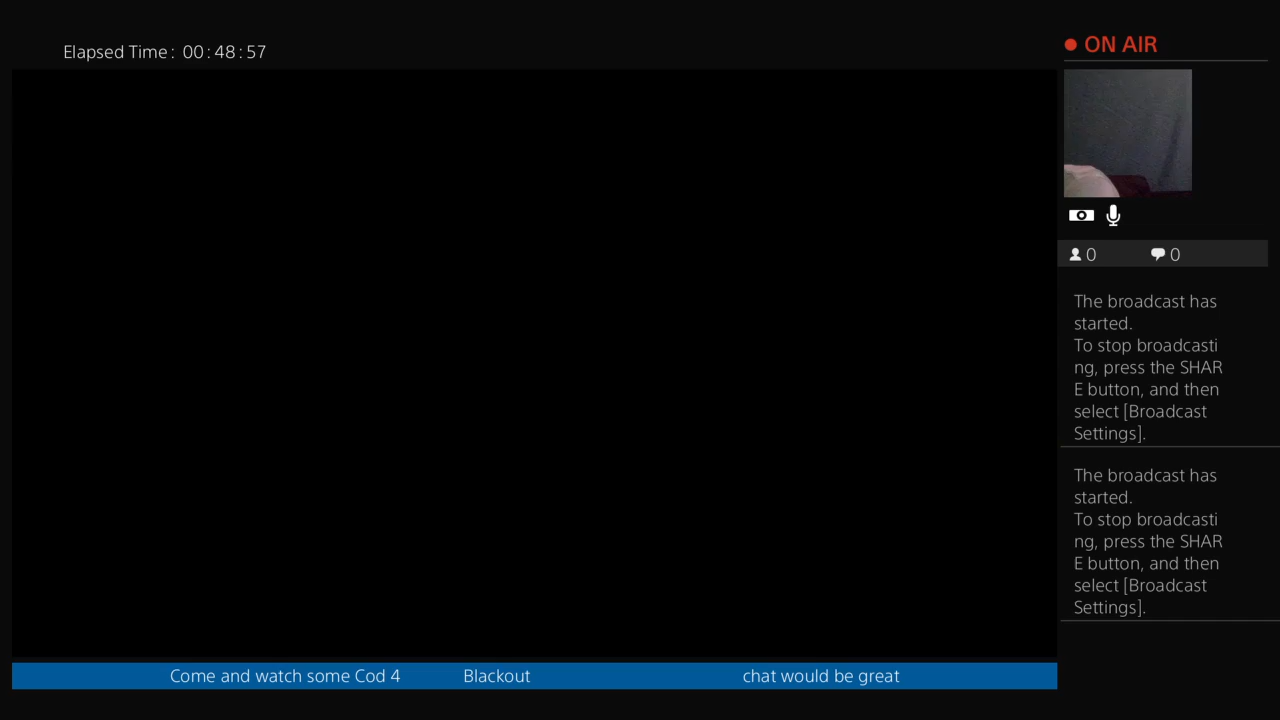 Elapsed Time: 00:48:57
ON AIR
0 0
The broadcast has
started.
To stop broadcasti
ng, press the SHAR
E button, and then
select [Broadcast
Settings].
The broadcast has
started.
To stop broadcasti
ng, press the SHAR
E button, and then
select [Broadcast
Settings].
Come and watch some Cod 4 Blackout chat would be great